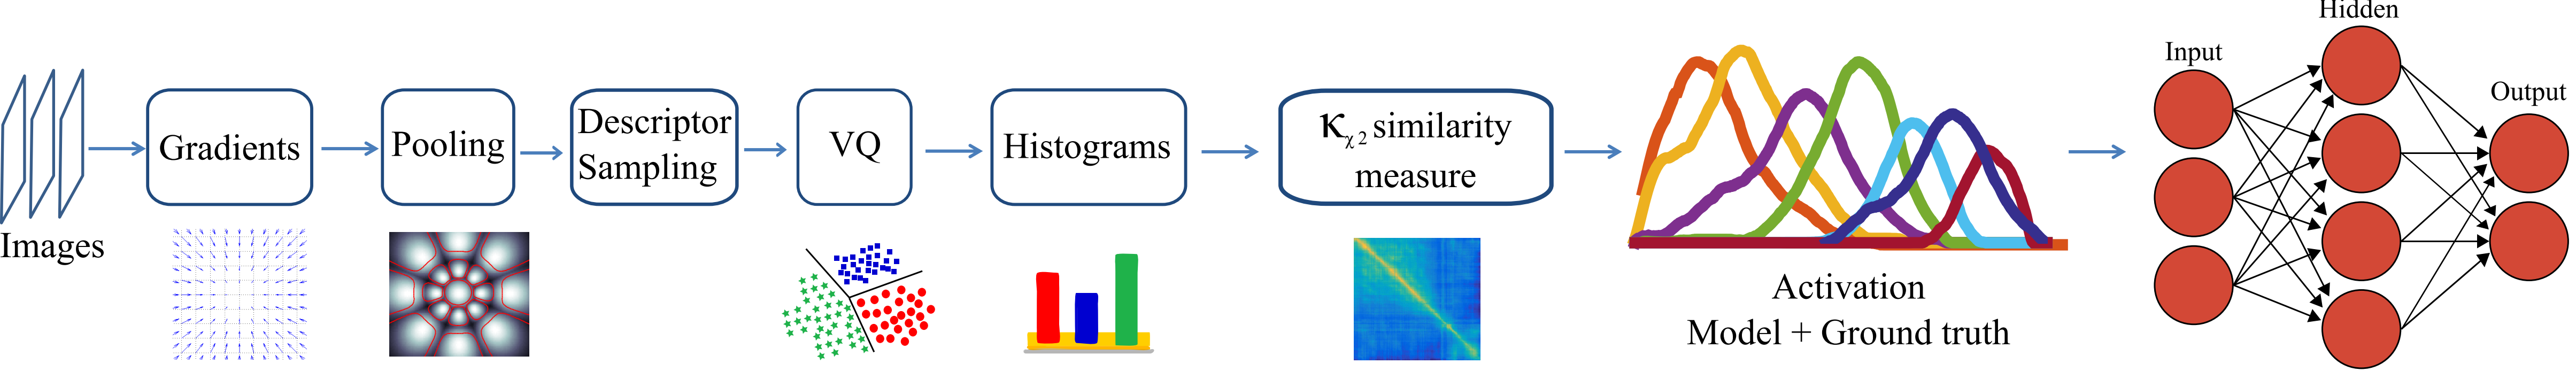 Images
Gradients
Pooling
Descriptor
Sampling
VQ
Histograms
κχ2 similarity
measure
Activation
Model + Ground truth
Input
Hidden
Output